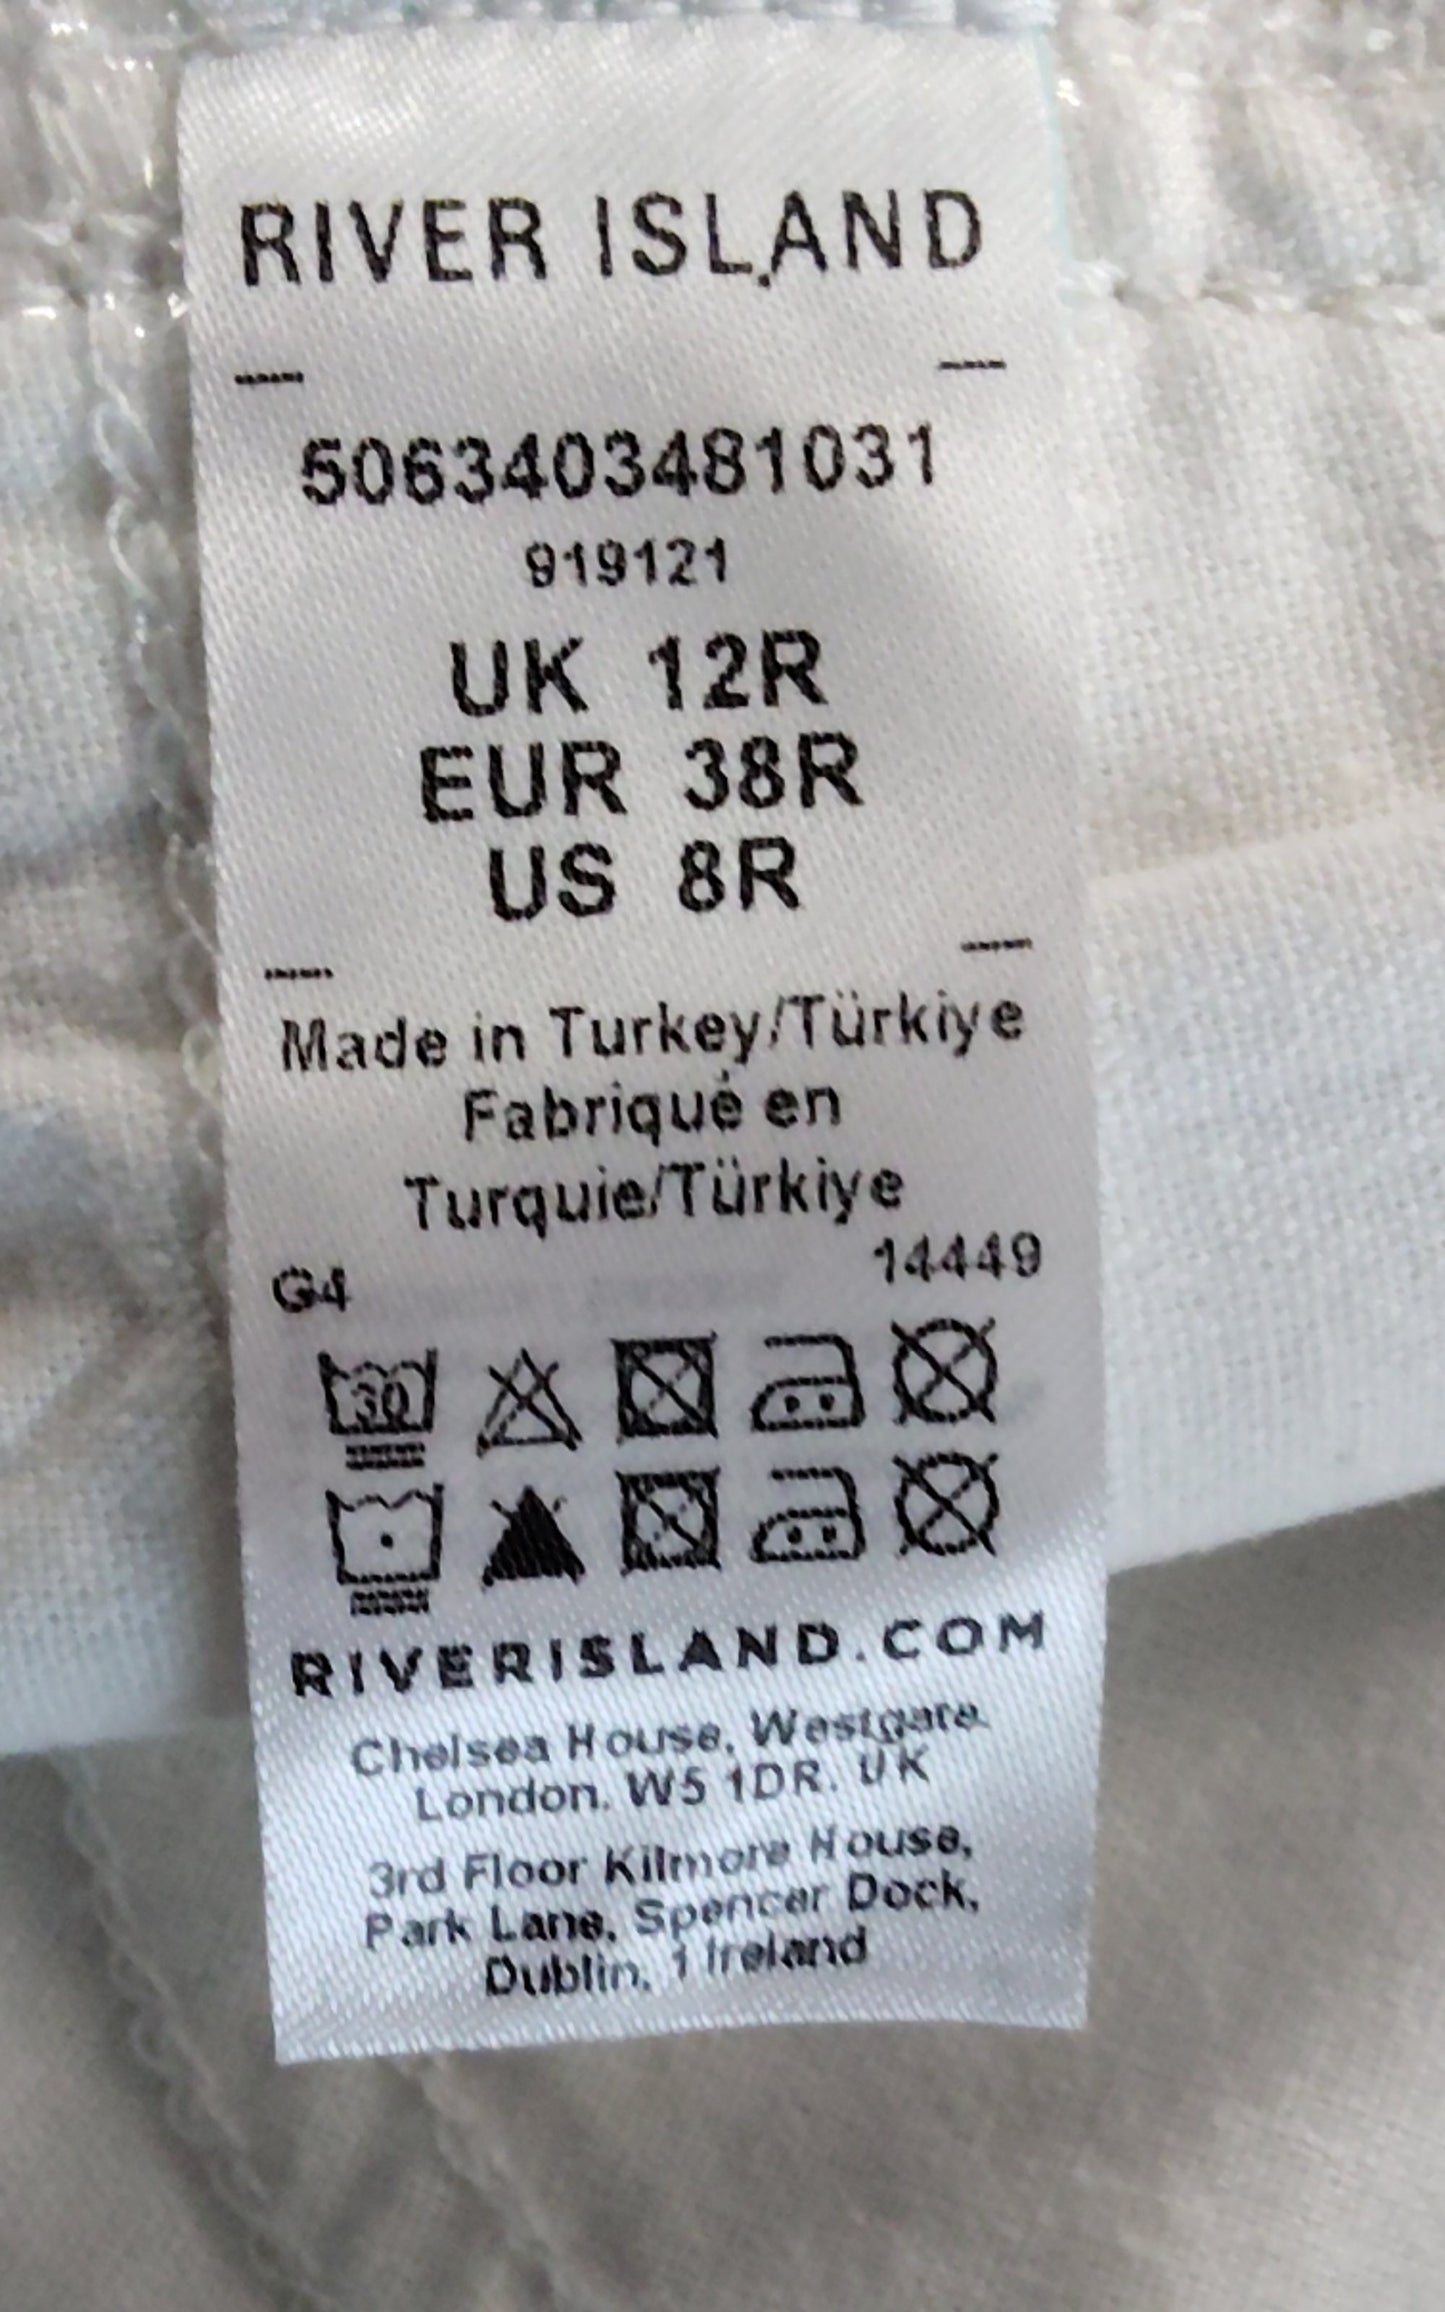 RIVER ISLAND
5063403481031
919121
UK 12R
EUR 38R
US 8R
Made in Turkey/Türkiye
Fabriqué en
Turquie/Türkiye
G4 14449
30
RIVERISLAND.COM
Chelsea House, Westgate,
London. W5 1DR. UK
3rd Floor Kilmore House,
Park Lane, Spencer Dock,
Dublin, 1 Ireland